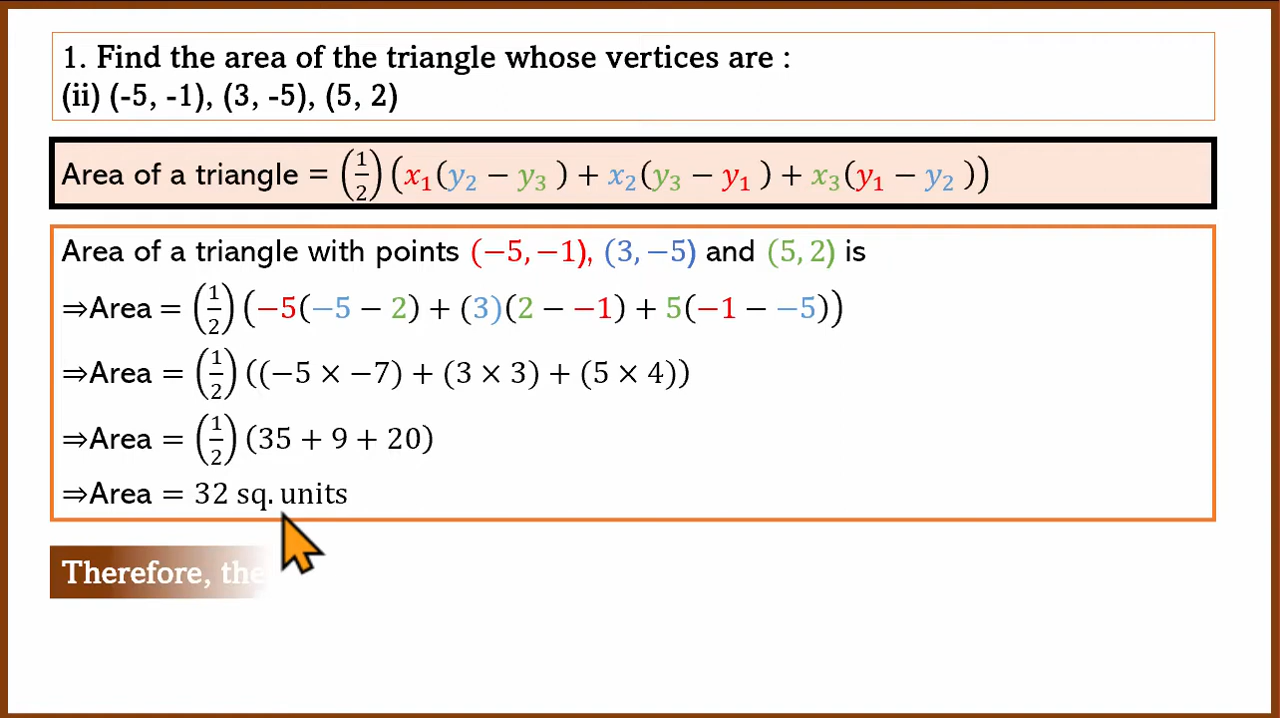 1. Find the area of the triangle whose vertices are :
(ii) (-5, -1), (3, -5), (5, 2)
Area of a triangle = (1/2)(x₁(y₂ − y₃ ) + x₂(y₃ − y₁ ) + x₃(y₁ − y₂ ))
Area of a triangle with points (−5, −1), (3, −5) and (5, 2) is
⇒Area = (1/2)(−5(−5 − 2) + (3)(2 − −1) + 5(−1 − −5))
⇒Area = (1/2)((−5 × −7) + (3 × 3) + (5 × 4))
⇒Area = (1/2)(35 + 9 + 20)
⇒Area = 32 sq. units
Therefore, the